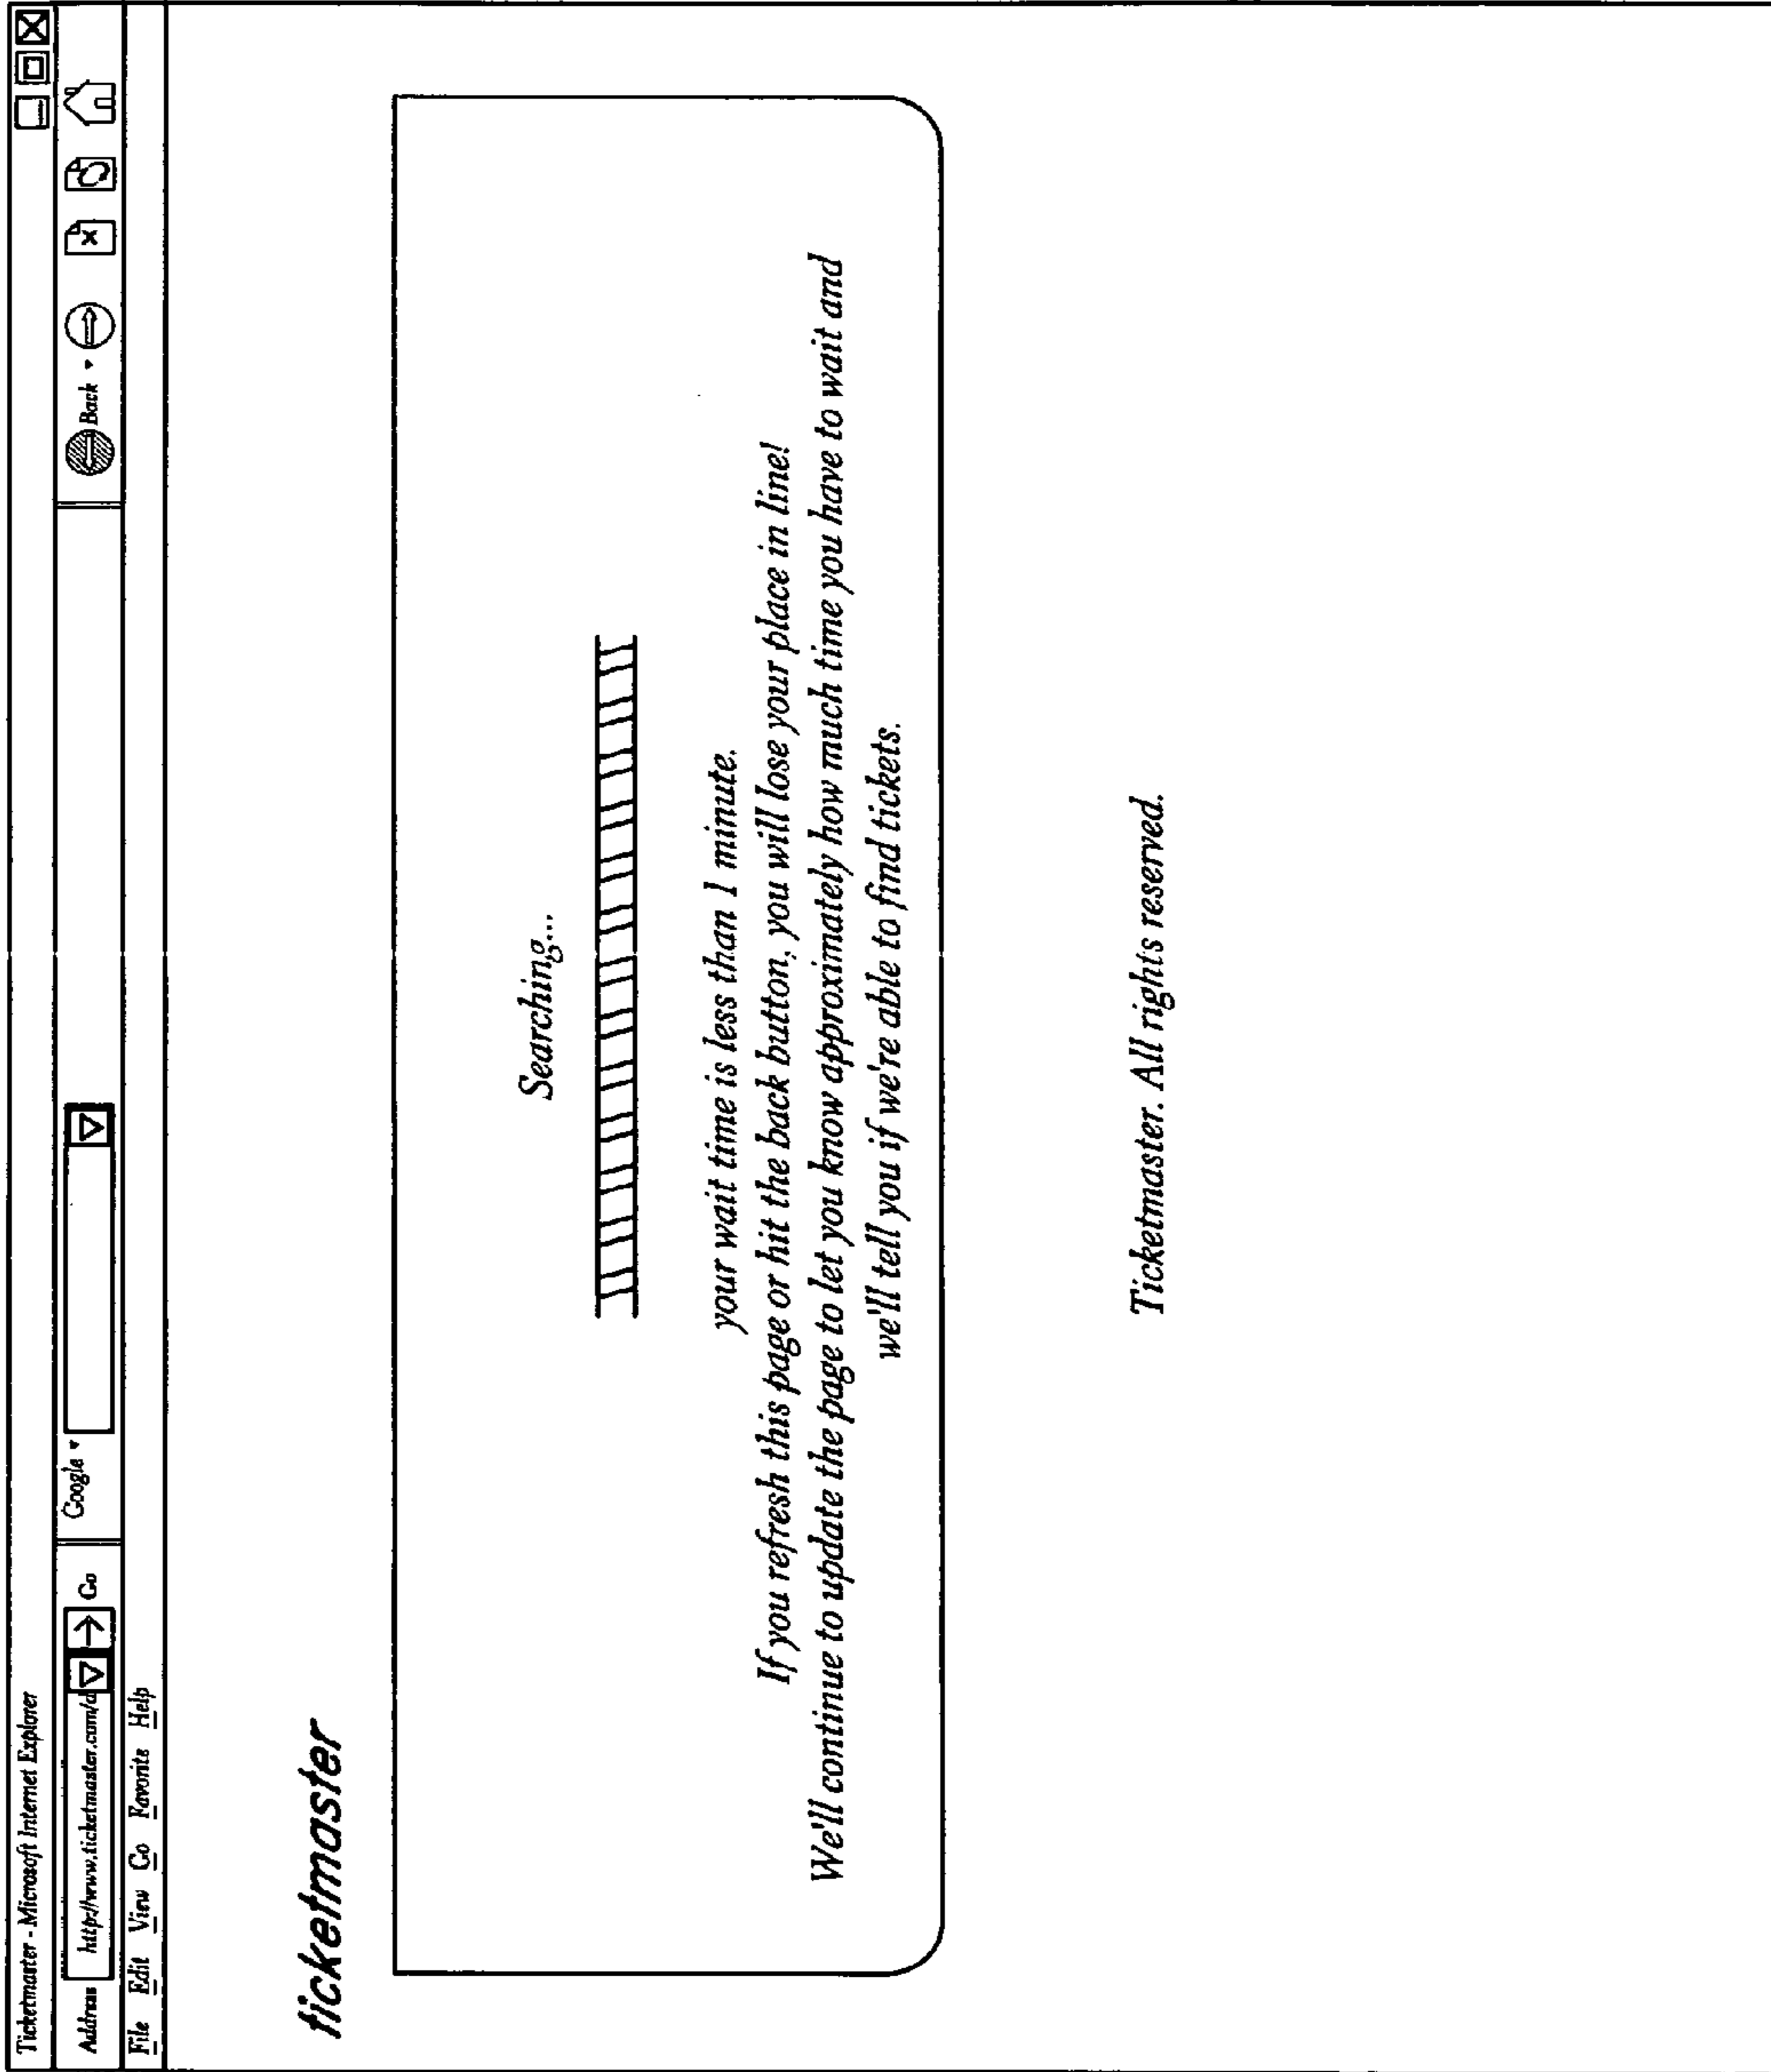 Ticketmaster - Microsoft Internet Explorer
Address http://www.ticketmaster.com/d Go Google Back
File Edit View Go Favorite Help
ticketmaster
Searching...
your wait time is less than 1 minute.
If you refresh this page or hit the back button, you will lose your place in line!
We'll continue to update the page to let you know approximately how much time you have to wait and
we'll tell you if we're able to find tickets.
Ticketmaster. All rights reserved.